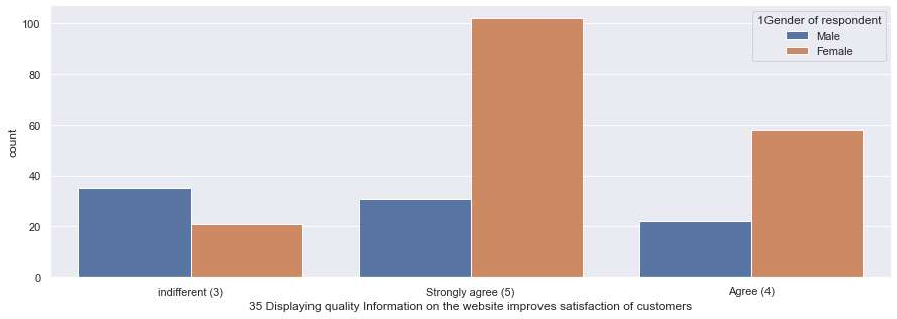 100
80
60
40
20
0
count
1Gender of respondent
Male
Female
indifferent (3)
Strongly agree (5)
Agree (4)
35 Displaying quality Information on the website improves satisfaction of customers